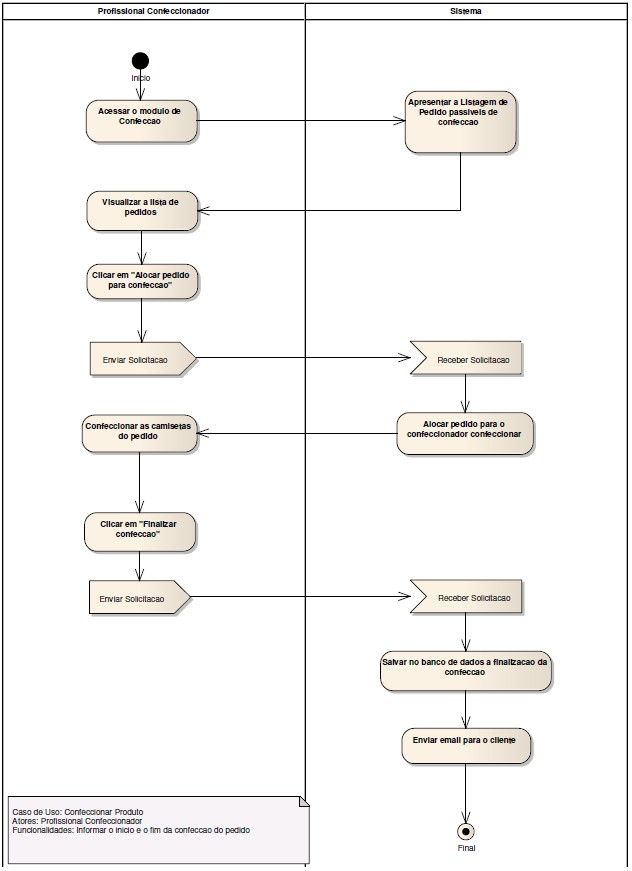 Profissional Confeccionador
Sistema
Inicio
Acessar o modulo de
Confeccao
Apresentar a Listagem de
Pedido passiveis de
confeccao
Visualizar a lista de
pedidos
Clicar em "Alocar pedido
para confeccao"
Enviar Solicitacao
Receber Solicitacao
Confeccionar as camisetas
do pedido
Alocar pedido para o
confeccionador confeccionar
Clicar em "Finalizar
confeccao"
Enviar Solicitacao
Receber Solicitacao
Salvar no banco de dados a finalizacao da
confeccao
Enviar email para o cliente
Final
Caso de Uso: Confeccionar Produto
Atores: Profissional Confeccionador
Funcionalidades: Informar o inicio e o fim da confeccao do pedido